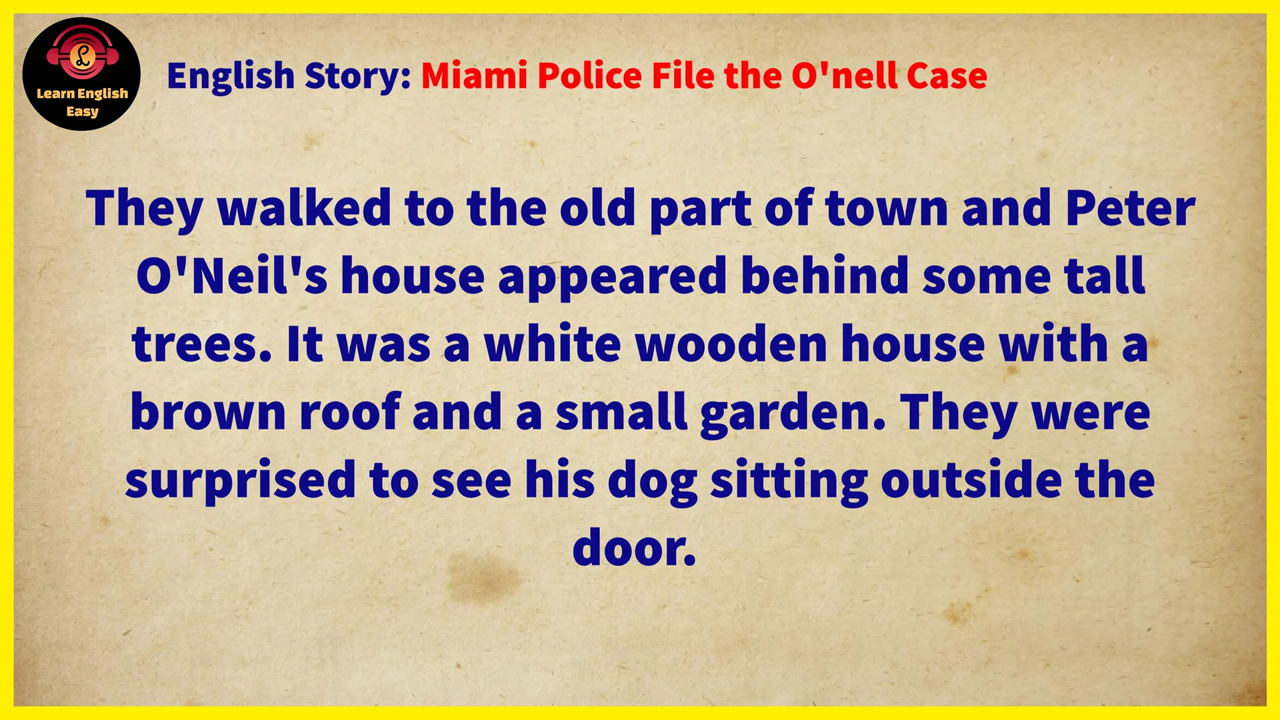 Learn English
Easy
English Story: Miami Police File the O'nell Case
They walked to the old part of town and Peter
O'Neil's house appeared behind some tall
trees. It was a white wooden house with a
brown roof and a small garden. They were
surprised to see his dog sitting outside the
door.